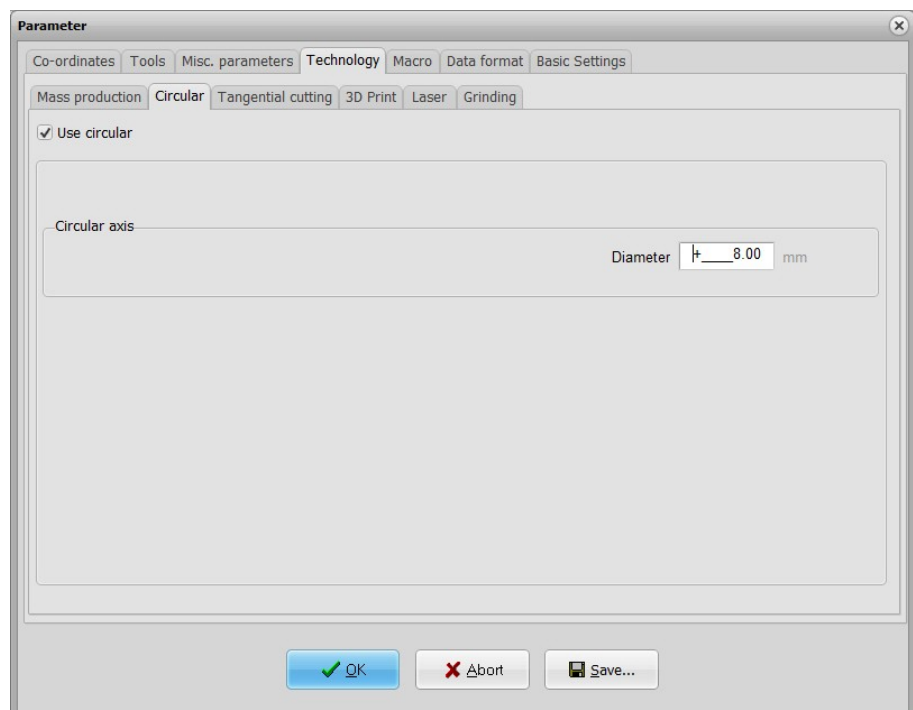 Parameter
Co-ordinates Tools Misc. parameters Technology Macro Data format Basic Settings
Mass production Circular Tangential cutting 3D Print Laser Grinding
Use circular
Circular axis
Diameter +____8.00 mm
OK Abort Save...